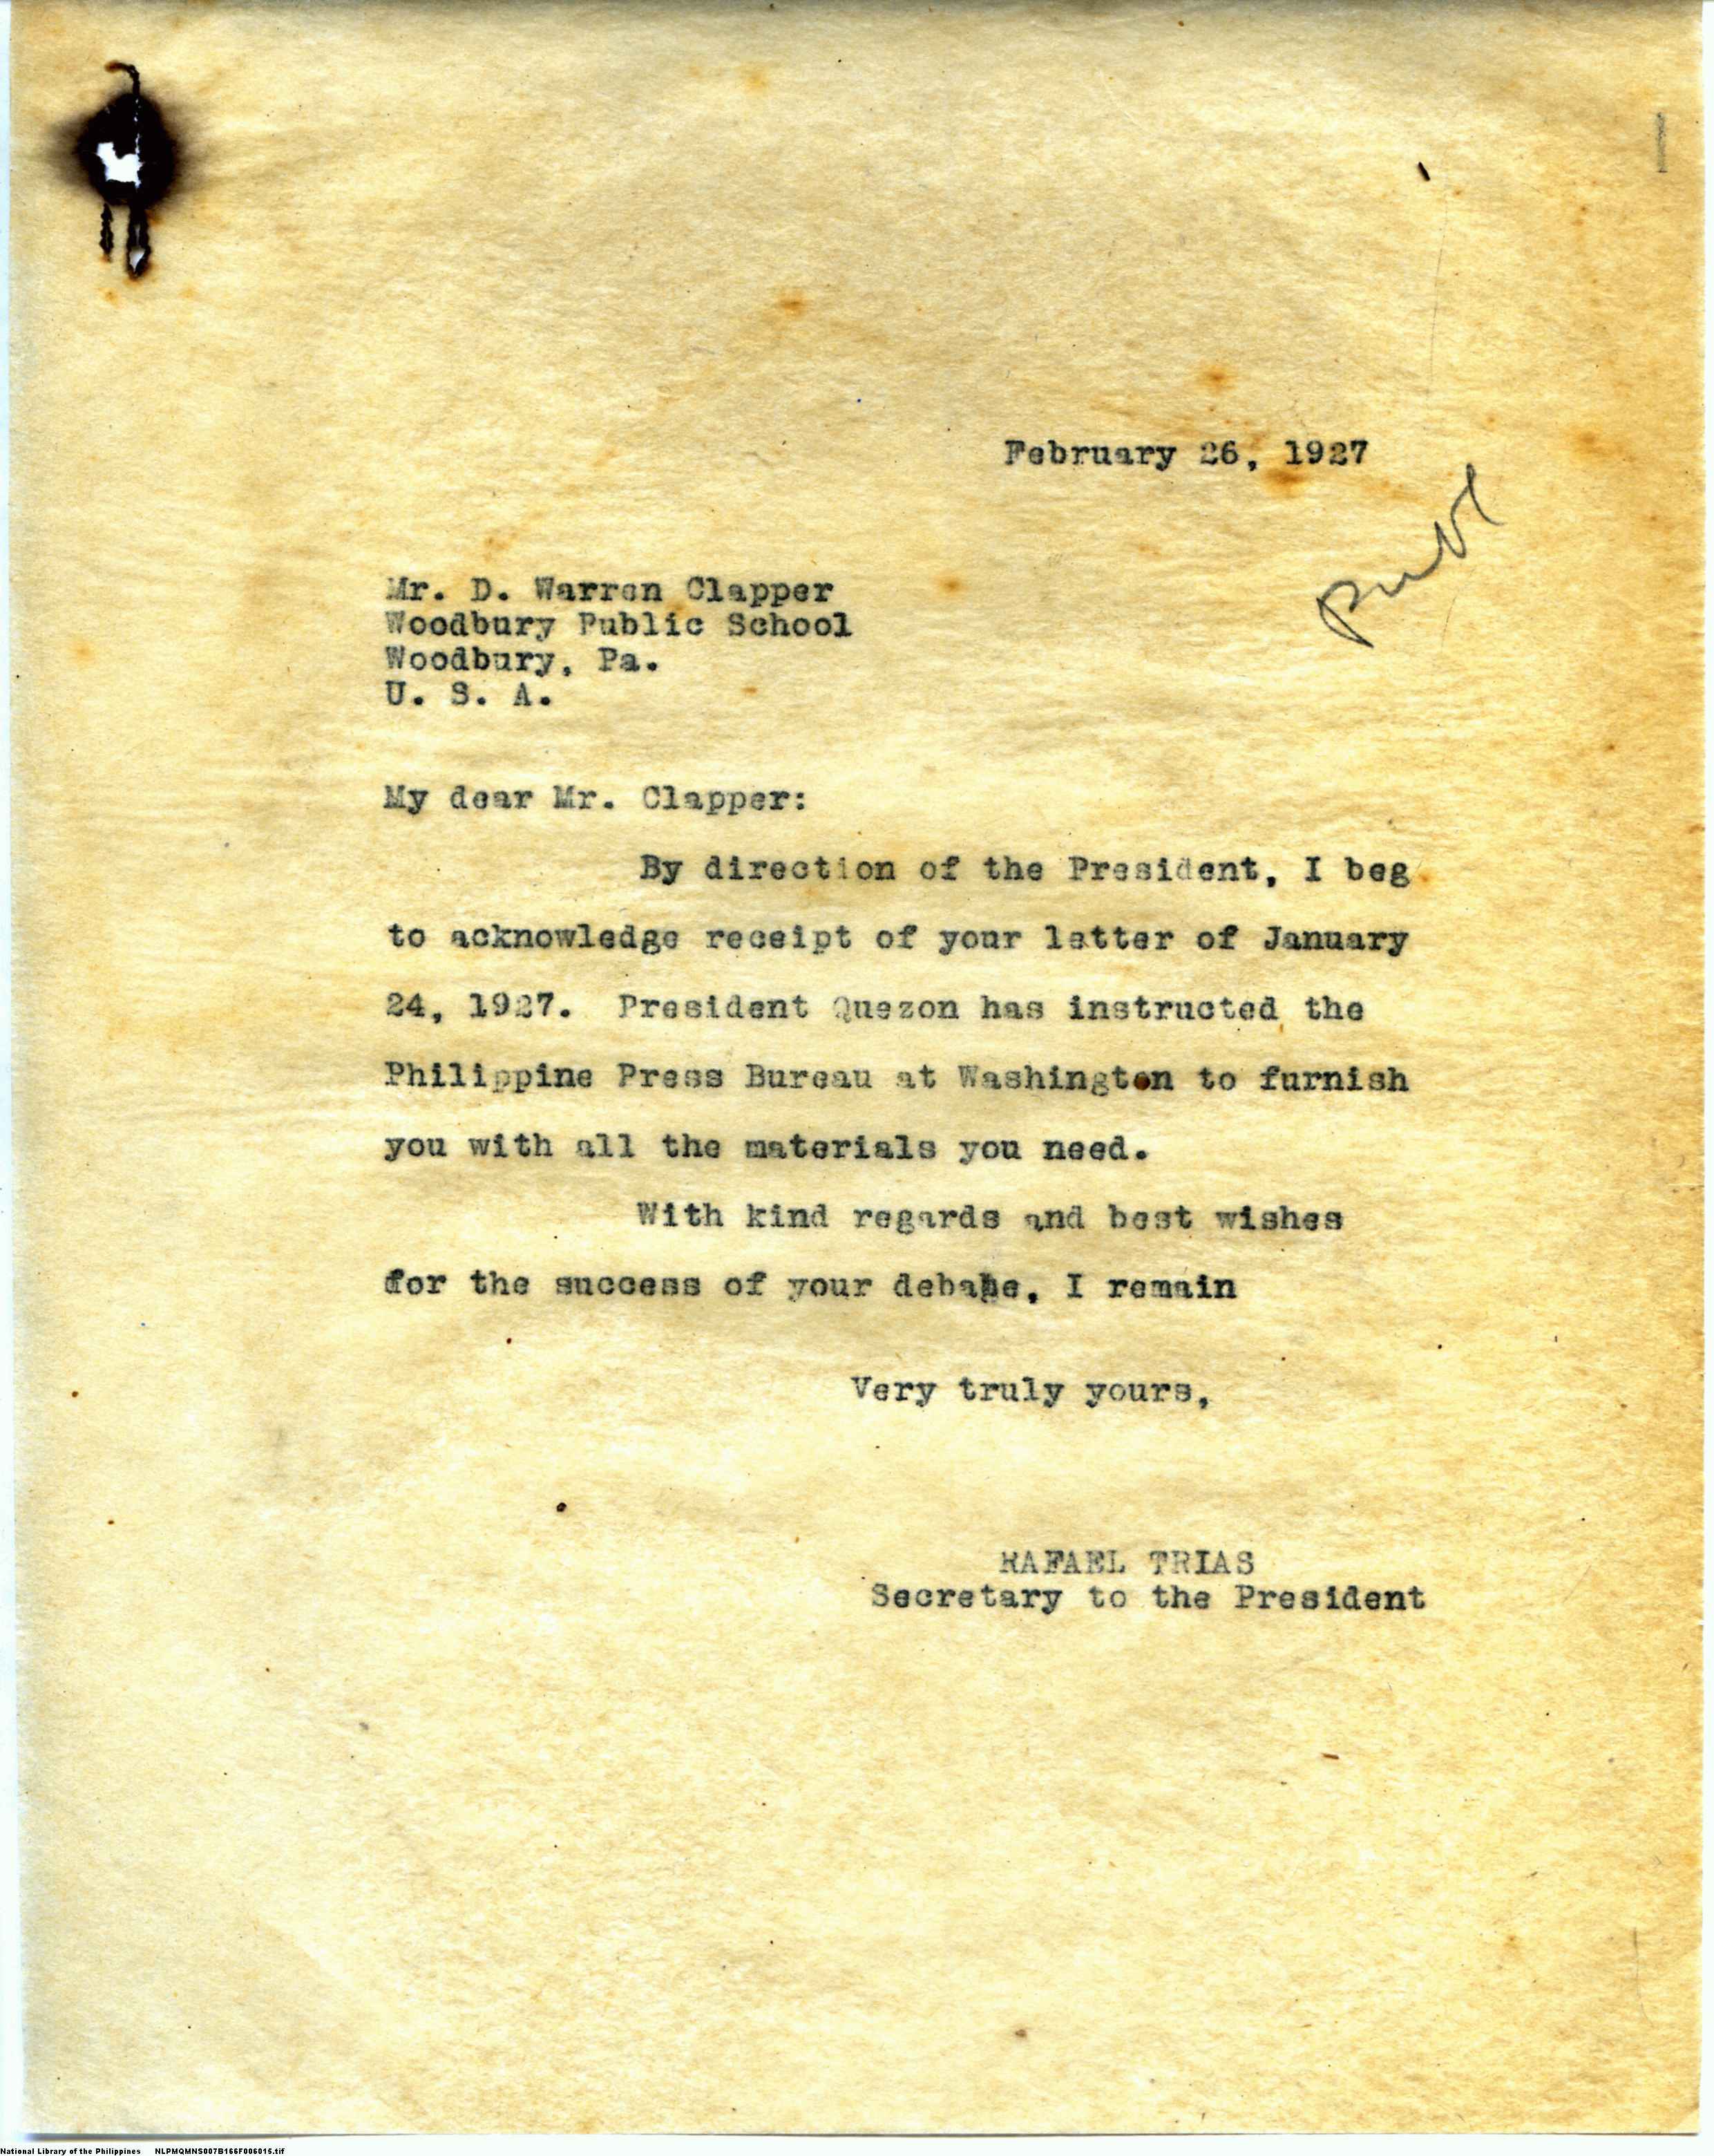 February 26, 1927
Mr. D. Warren Clapper
Woodbury Public School
Woodbury, Pa.
U. S. A.
My dear Mr. Clapper:
By direction of the President, I beg
to acknowledge receipt of your letter of January
24, 1927. President Quezon has instructed the
Philippine Press Bureau at Washington to furnish
you with all the materials you need.
With kind regards and best wishes
for the success of your debate, I remain
Very truly yours,
RAFAEL TRIAS
Secretary to the President
National Library of the Philippines NLPMQMNS007B166F006015.tif